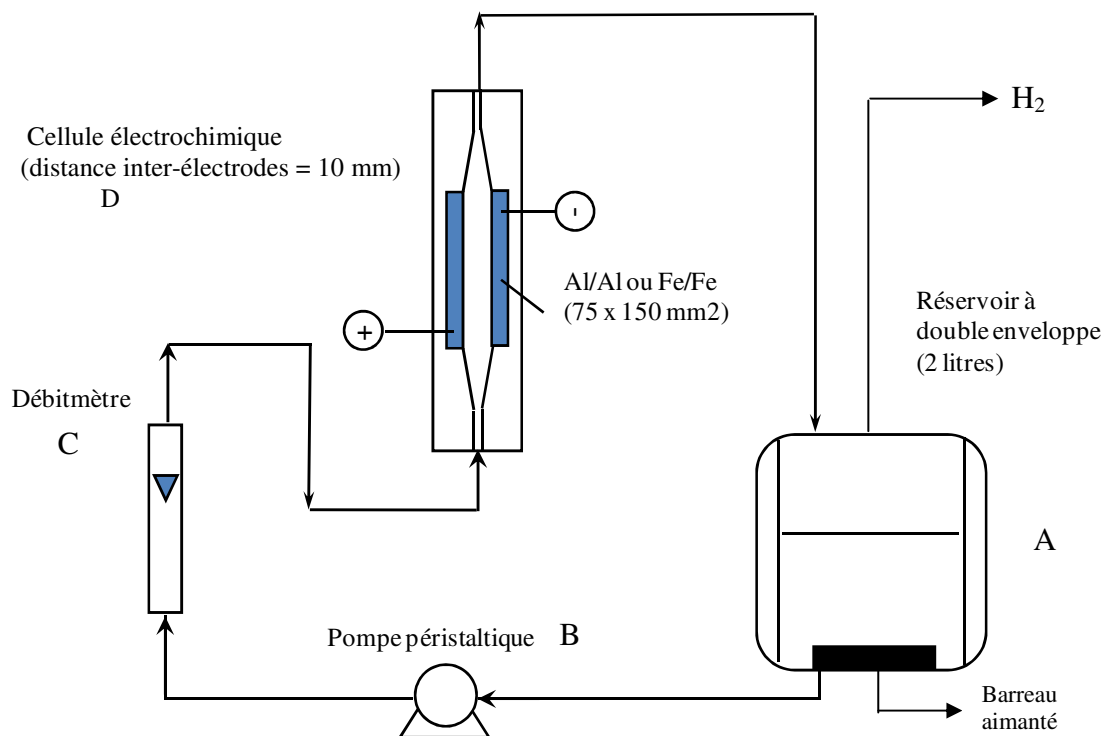 H2
Cellule électrochimique
(distance inter-électrodes = 10 mm)
D
-
Al/Al ou Fe/Fe
(75 x 150 mm2)
+
Réservoir à
double enveloppe
(2 litres)
Débitmètre
C
A
Pompe péristaltique B
Barreau
aimanté